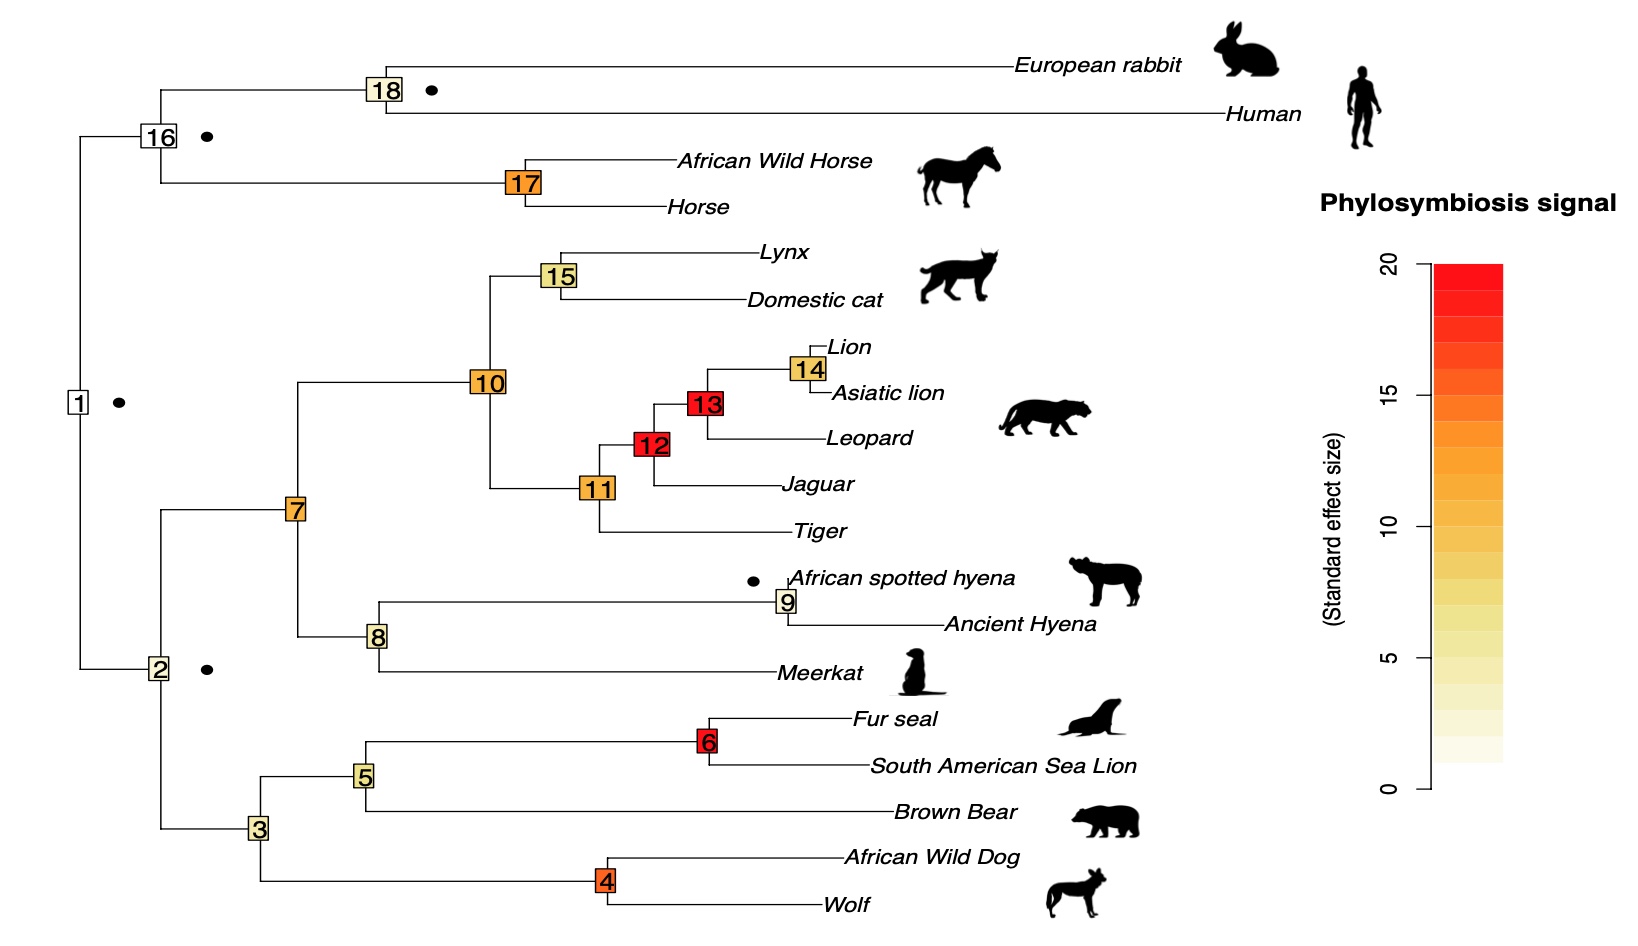 European rabbit
18
Human
16
African Wild Horse
17
Horse
Phylosymbiosis signal
Lynx
15
Domestic cat
20
Lion
14
10
Asiatic lion
15
1
13
Leopard
12
Jaguar
11
7
Tiger
10
(Standard effect size)
African spotted hyena
9
Ancient Hyena
8
2
Meerkat
5
Fur seal
6
South American Sea Lion
5
0
Brown Bear
3
African Wild Dog
4
Wolf